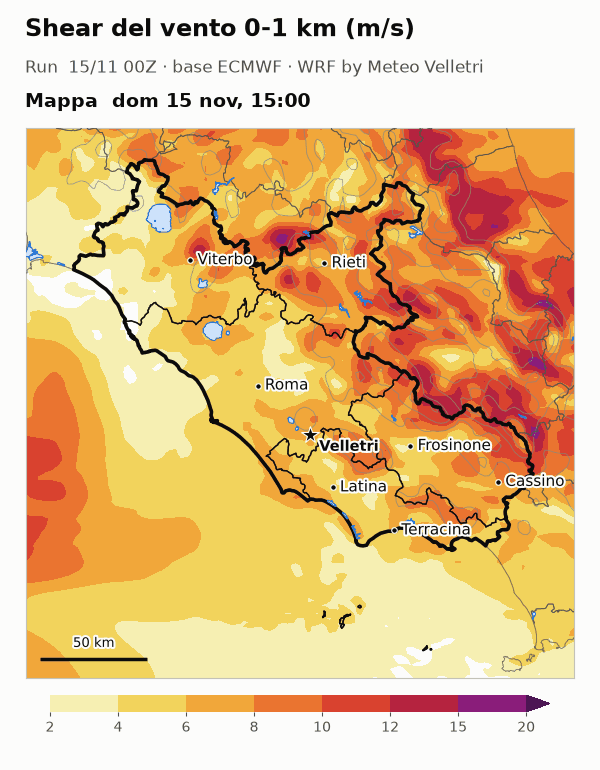 Shear del vento 0-1 km (m/s)
Run  15/11 00Z · base ECMWF · WRF by Meteo Velletri
Mappa  dom 15 nov, 15:00
Viterbo
Rieti
Roma
Velletri
Frosinone
Latina
Cassino
Terracina
50 km
2 4 6 8 10 12 15 20